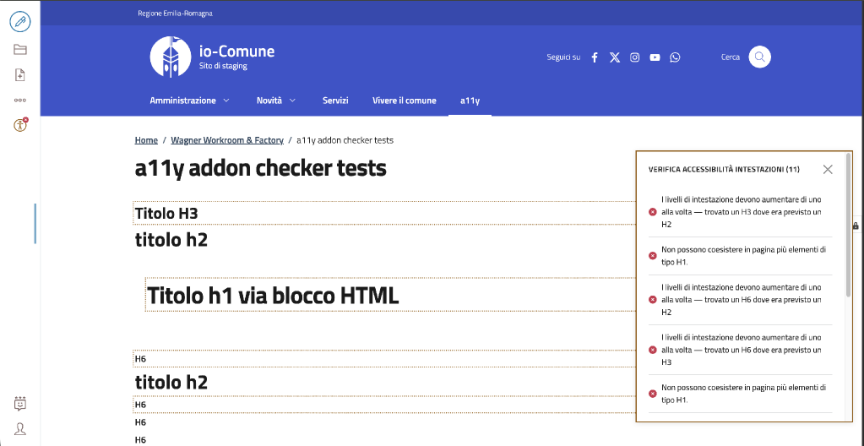 Regione Emilia-Romagna
io-Comune
Sito di staging
Seguici su
Cerca
Amministrazione
Novità
Servizi
Vivere il comune
a11y
Home / Wagner Workroom & Factory / a11y addon checker tests
a11y addon checker tests
Titolo H3
titolo h2
Titolo h1 via blocco HTML
H6
titolo h2
H6
H6
H6
VERIFICA ACCESSIBILITÀ INTESTAZIONI (11)
I livelli di intestazione devono aumentare di uno
alla volta — trovato un H3 dove era previsto un
H2
Non possono coesistere in pagina più elementi di
tipo H1.
I livelli di intestazione devono aumentare di uno
alla volta — trovato un H6 dove era previsto un
H2
I livelli di intestazione devono aumentare di uno
alla volta — trovato un H6 dove era previsto un
H3
Non possono coesistere in pagina più elementi di
tipo H1.